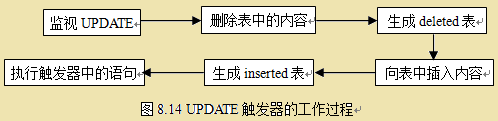 监视 UPDATE
删除表中的内容
生成 deleted 表
执行触发器中的语句
生成 inserted 表
向表中插入内容
图 8.14 UPDATE 触发器的工作过程